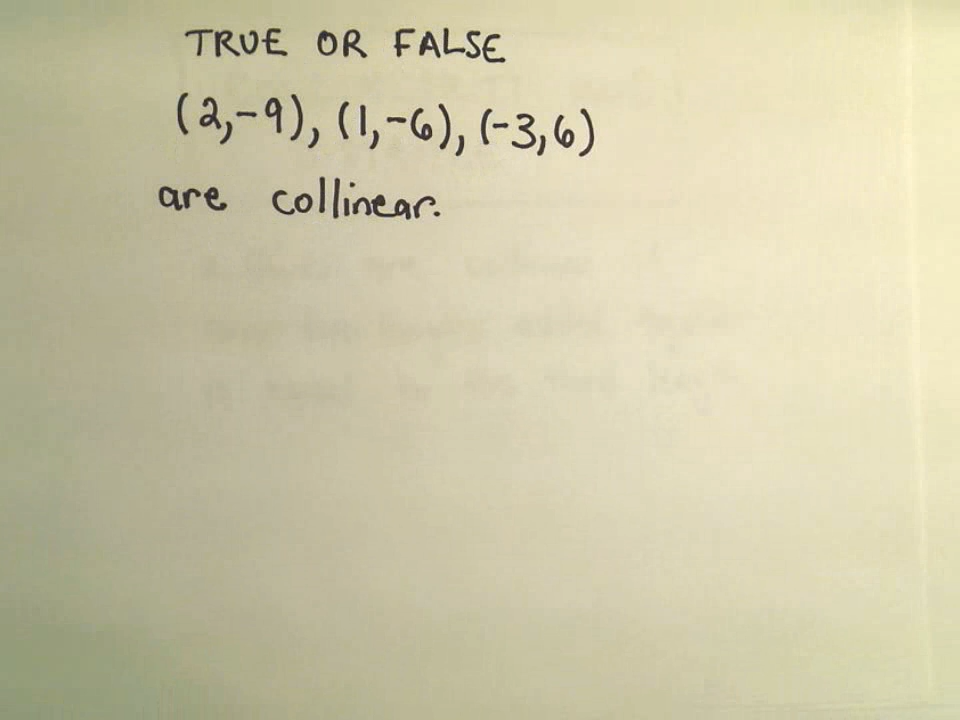 TRUE OR FALSE
(2,-9), (1,-6), (-3,6)
are collinear.